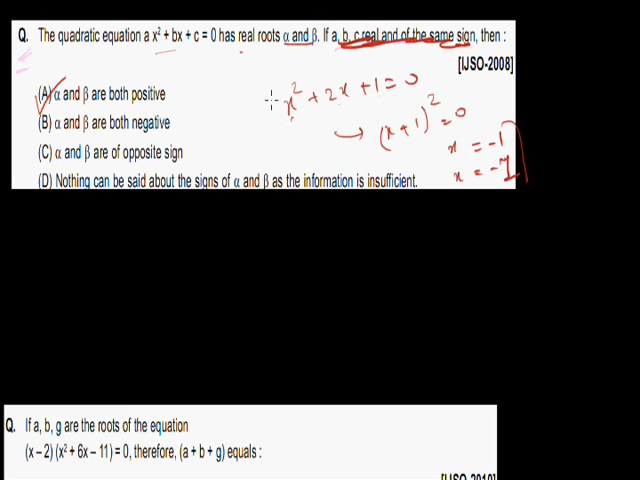 Q. The quadratic equation a x² + bx + c = 0 has real roots α and β. If a, b, c real and of the same sign, then :
[IJSO-2008]
(A) α and β are both positive
(B) α and β are both negative
(C) α and β are of opposite sign
(D) Nothing can be said about the signs of α and β as the information is insufficient.
x² + 2x + 1 = 0
→ (x + 1)² = 0
x = -1
x = -1
Q. If a, b, g are the roots of the equation
(x – 2) (x² + 6x – 11) = 0, therefore, (a + b + g) equals :